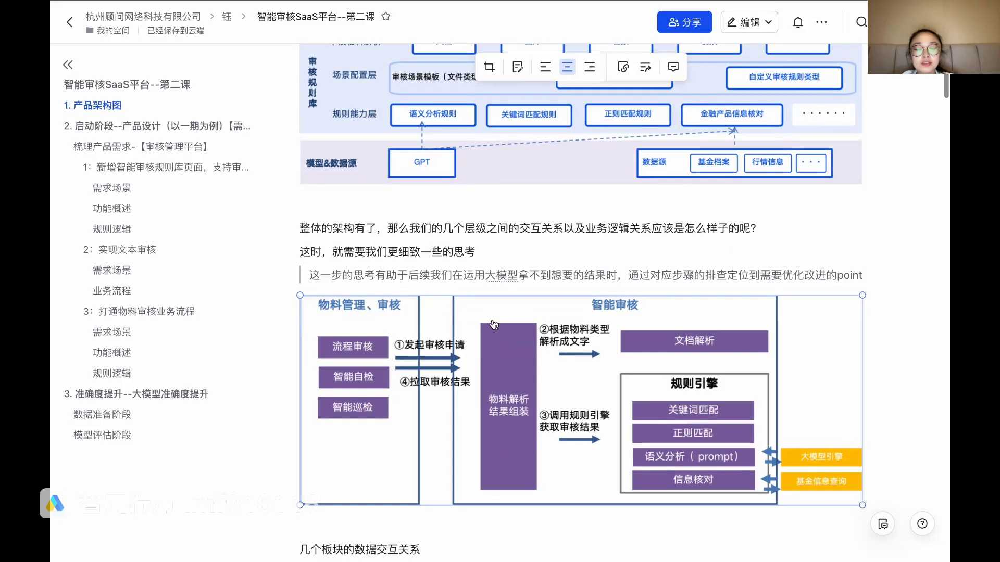 杭州顾问网络科技有限公司 > 钰 > 智能审核SaaS平台--第二课
我的空间 已经保存到云端
分享
编辑
智能审核SaaS平台--第二课
1. 产品架构图
2. 启动阶段--产品设计（以一期为例）【需...
梳理产品需求-【审核管理平台】
1：新增智能审核规则库页面，支持审...
需求场景
功能概述
规则逻辑
2：实现文本审核
需求场景
业务流程
3：打通物料审核业务流程
需求场景
功能概述
规则逻辑
3. 准确度提升--大模型准确度提升
数据准备阶段
模型评估阶段
审核规则库
场景配置层
审核场景模板（文件类型
自定义审核规则类型
规则能力层
语义分析规则
关键词匹配规则
正则匹配规则
金融产品信息核对
······
模型&数据源
GPT
数据源
基金档案
行情信息
···
整体的架构有了，那么我们的几个层级之间的交互关系以及业务逻辑关系应该是怎么样子的呢?
这时，就需要我们更细致一些的思考
这一步的思考有助于后续我们在运用大模型拿不到想要的结果时，通过对应步骤的排查定位到需要优化改进的point
物料管理、审核
流程审核
智能自检
智能巡检
①发起审核申请
④拉取审核结果
智能审核
物料解析
结果组装
②根据物料类型
解析成文字
文档解析
③调用规则引擎
获取审核结果
规则引擎
关键词匹配
正则匹配
语义分析（ prompt）
信息核对
大模型引擎
基金信息查询
几个板块的数据交互关系